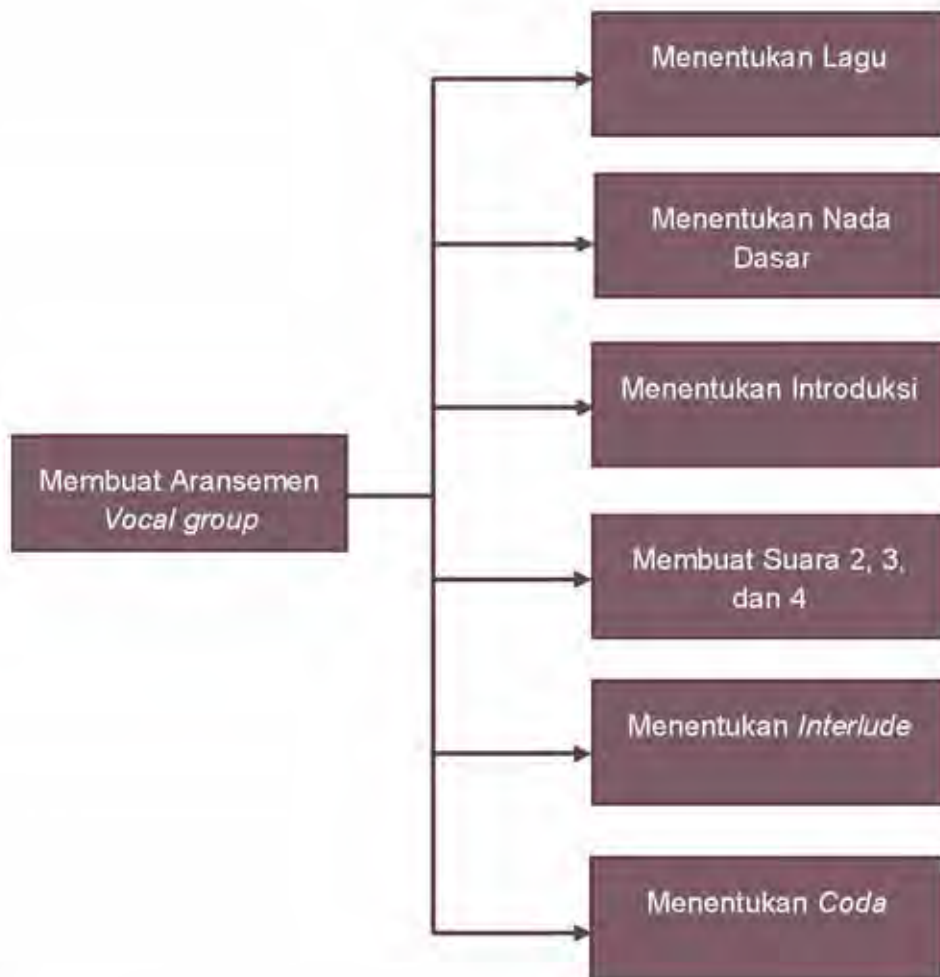 Menentukan Lagu
Menentukan Nada
Dasar
Menentukan Introduksi
Membuat Aransemen
Vocal group
Membuat Suara 2, 3,
dan 4
Menentukan Interlude
Menentukan Coda